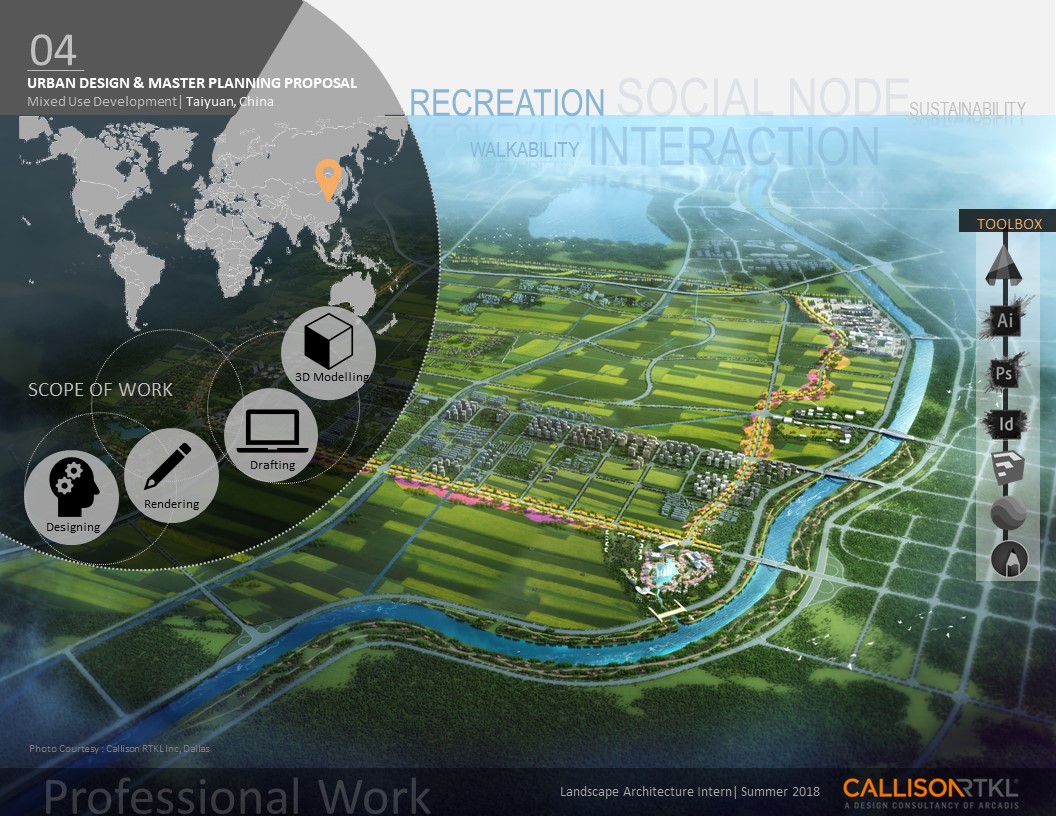 04
URBAN DESIGN & MASTER PLANNING PROPOSAL
Mixed Use Development| Taiyuan, China
RECREATION SOCIAL NODE SUSTAINABILITY
WALKABILITY INTERACTION
TOOLBOX
Ai
Ps
Id
3D Modelling
SCOPE OF WORK
Drafting
Rendering
Designing
Photo Courtesy : Callison RTKL Inc, Dallas
Professional Work
Landscape Architecture Intern| Summer 2018
CALLISONRTKL
A DESIGN CONSULTANCY OF ARCADIS